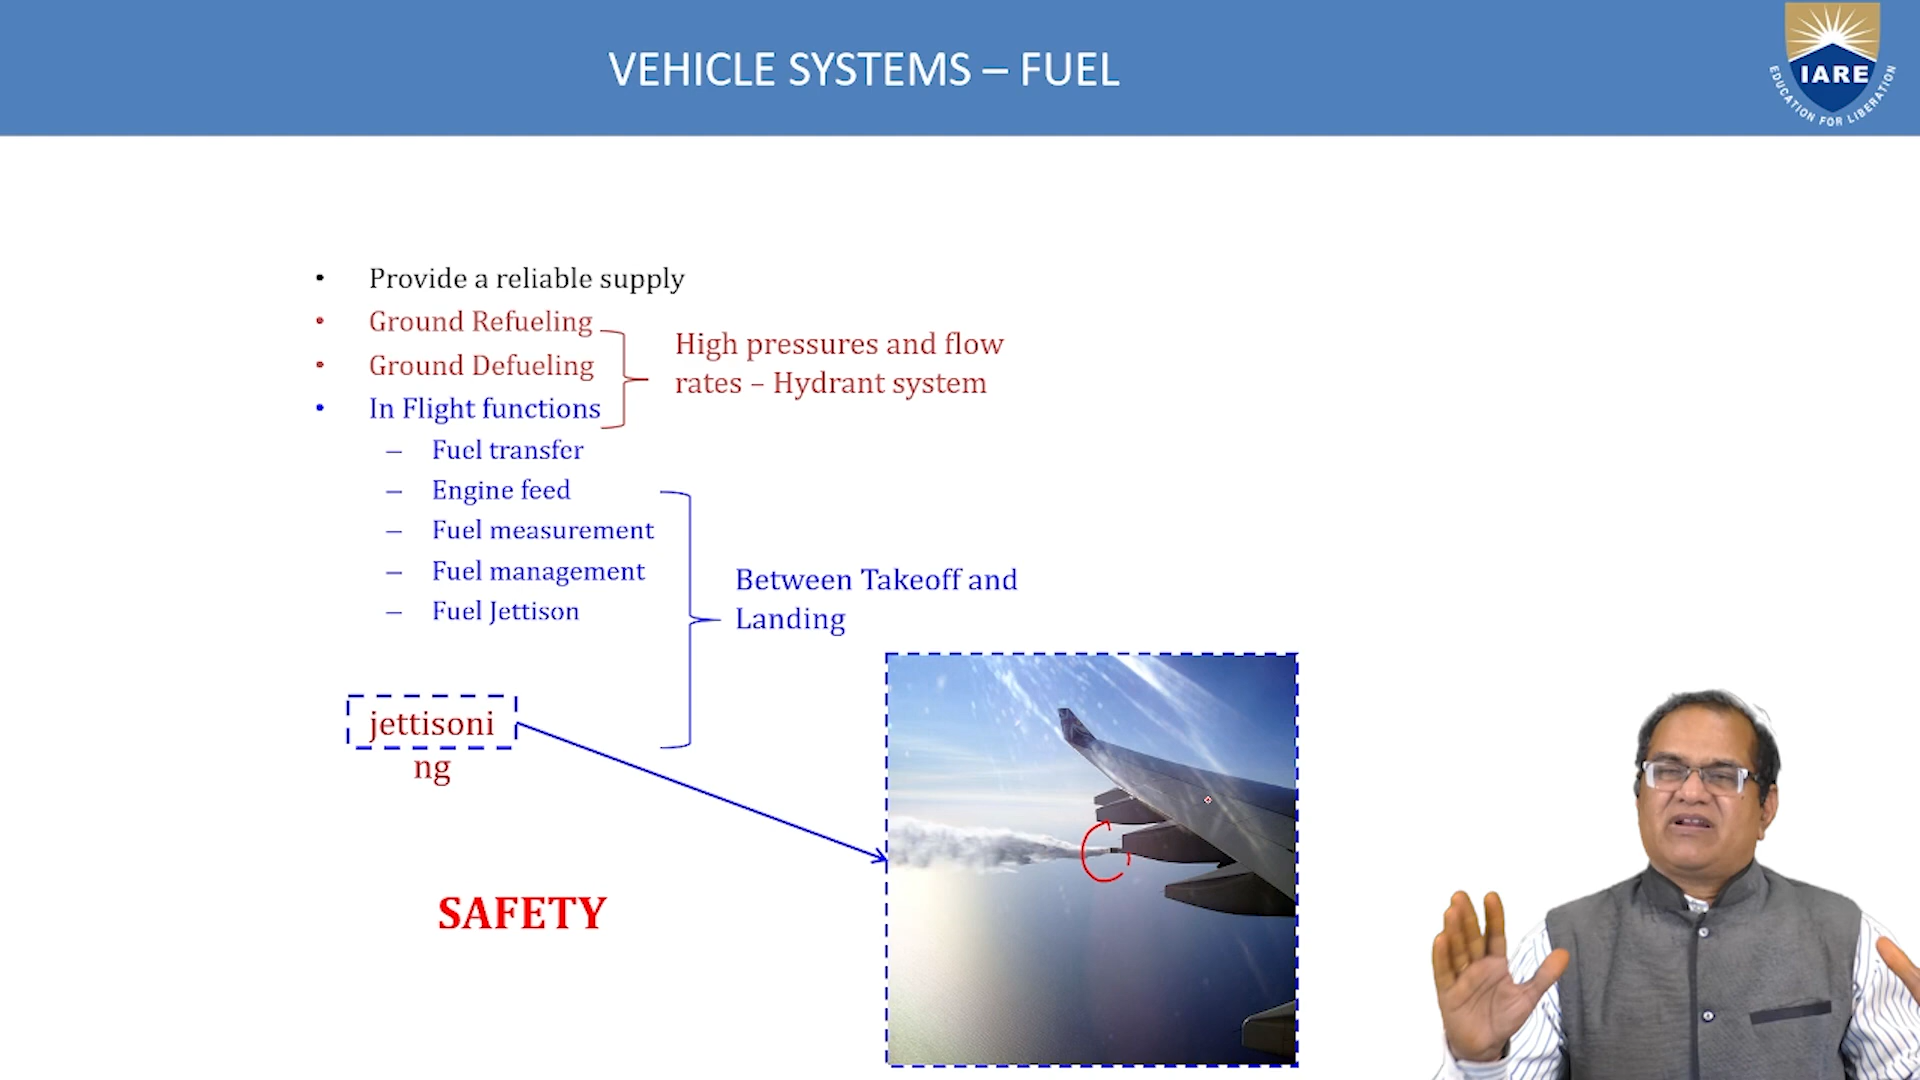 VEHICLE SYSTEMS – FUEL
IARE
EDUCATION FOR LIBERATION
• Provide a reliable supply
• Ground Refueling
• Ground Defueling
High pressures and flow
rates – Hydrant system
• In Flight functions
– Fuel transfer
– Engine feed
– Fuel measurement
– Fuel management
– Fuel Jettison
Between Takeoff and
Landing
jettisoni
ng
SAFETY